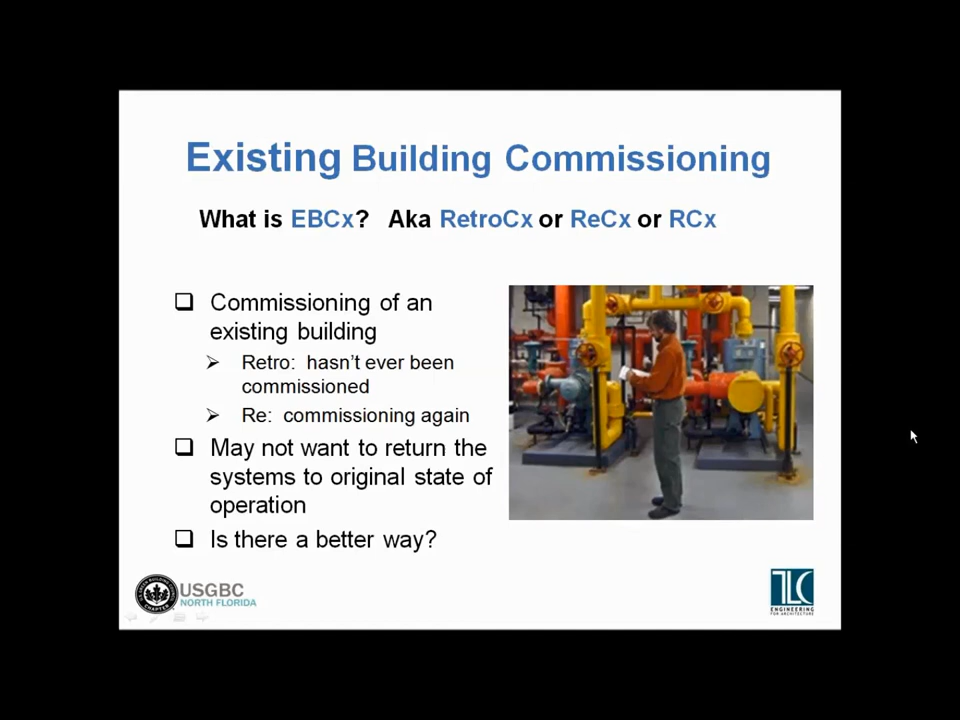 Existing Building Commissioning
What is EBCx? Aka RetroCx or ReCx or RCx
Commissioning of an
existing building
Retro: hasn't ever been
commissioned
Re: commissioning again
May not want to return the
systems to original state of
operation
Is there a better way?
USGBC
NORTH FLORIDA
CHAPTER
TLC
ENGINEERING
FOR ARCHITECTURE